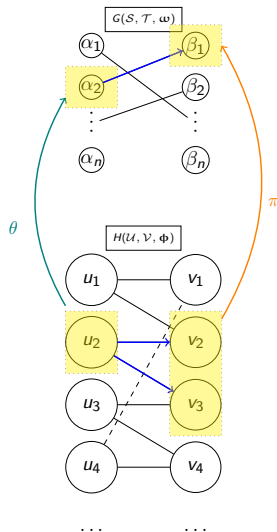 G(𝒮, 𝒯, ω)
α₁ β₁
α₂ β₂
⋮ ⋮
αₙ βₙ
θ π
H(𝒰, 𝒱, Φ)
u₁ v₁
u₂ v₂
u₃ v₃
u₄ v₄
... ...